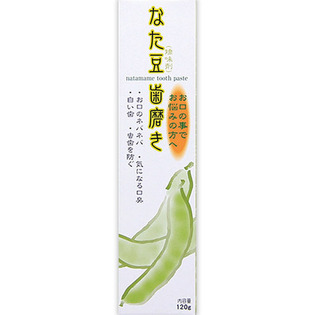 なた豆歯磨き
(清掃剤)
natamame tooth paste
お口の事で
お悩みの方へ
・お口のネバネバ ・気になる口臭
・白い歯 ・虫歯を防ぐ
内容量
120g